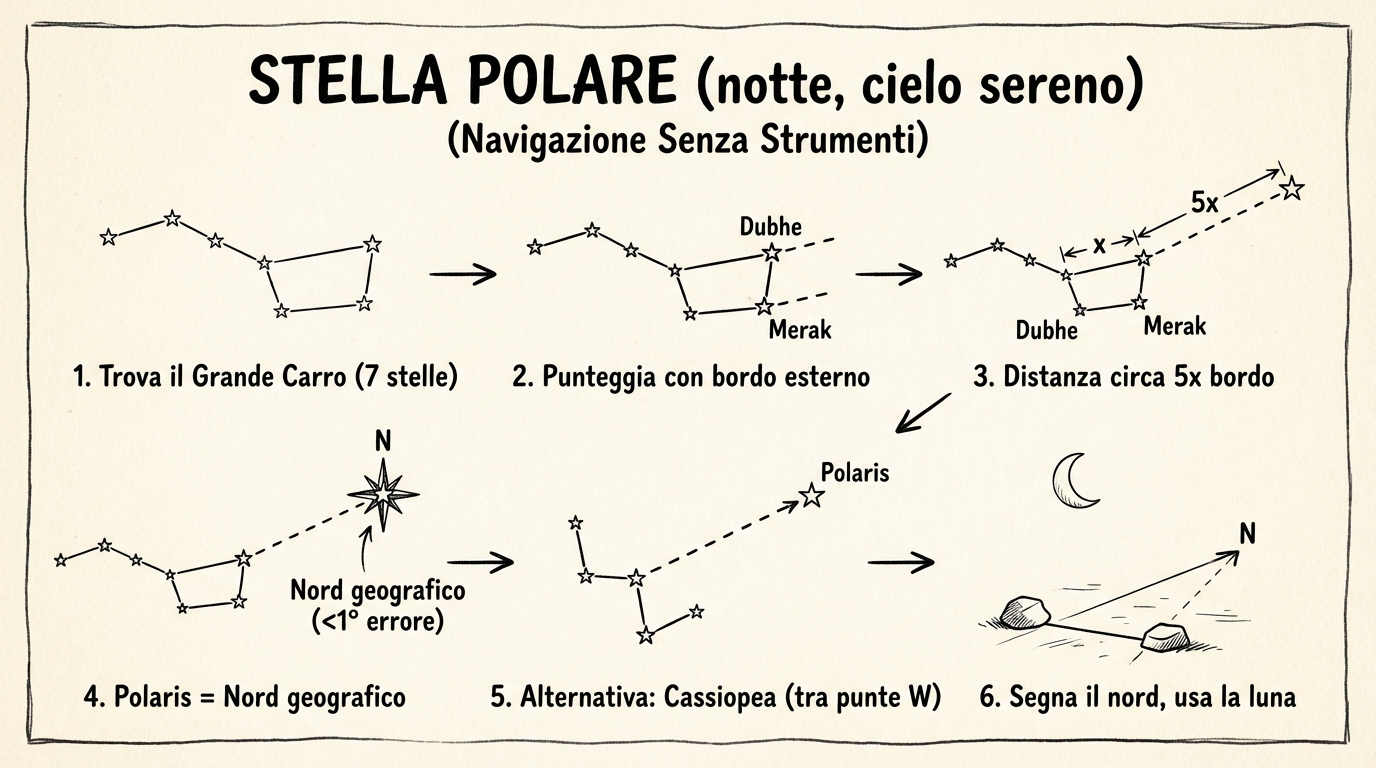 STELLA POLARE (notte, cielo sereno)
(Navigazione Senza Strumenti)
1. Trova il Grande Carro (7 stelle)
Dubhe
Merak
2. Punteggia con bordo esterno
5x
x
Dubhe
Merak
3. Distanza circa 5x bordo
N
Nord geografico
(<1° errore)
4. Polaris = Nord geografico
Polaris
5. Alternativa: Cassiopea (tra punte W)
N
6. Segna il nord, usa la luna